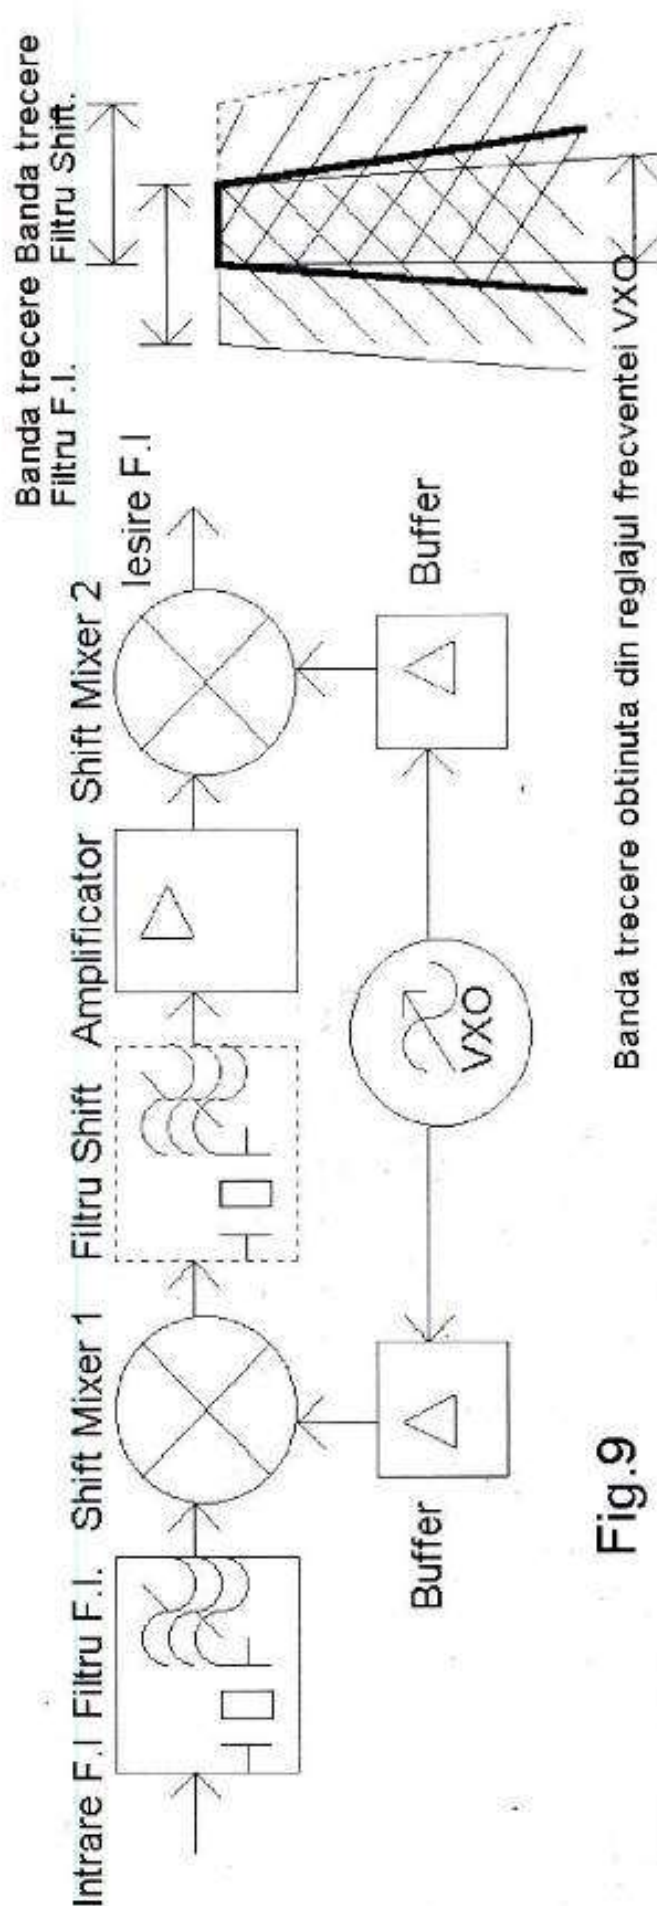 Intrare F.I
Filtru F.I.
Shift Mixer 1
Filtru Shift
Amplificator
Shift Mixer 2
Iesire F.I
Banda trecere
Filtru F.I.
Banda trecere
Filtru Shift.
Buffer
VXO
Buffer
Fig.9
Banda trecere obtinuta din reglajul frecventei VXO